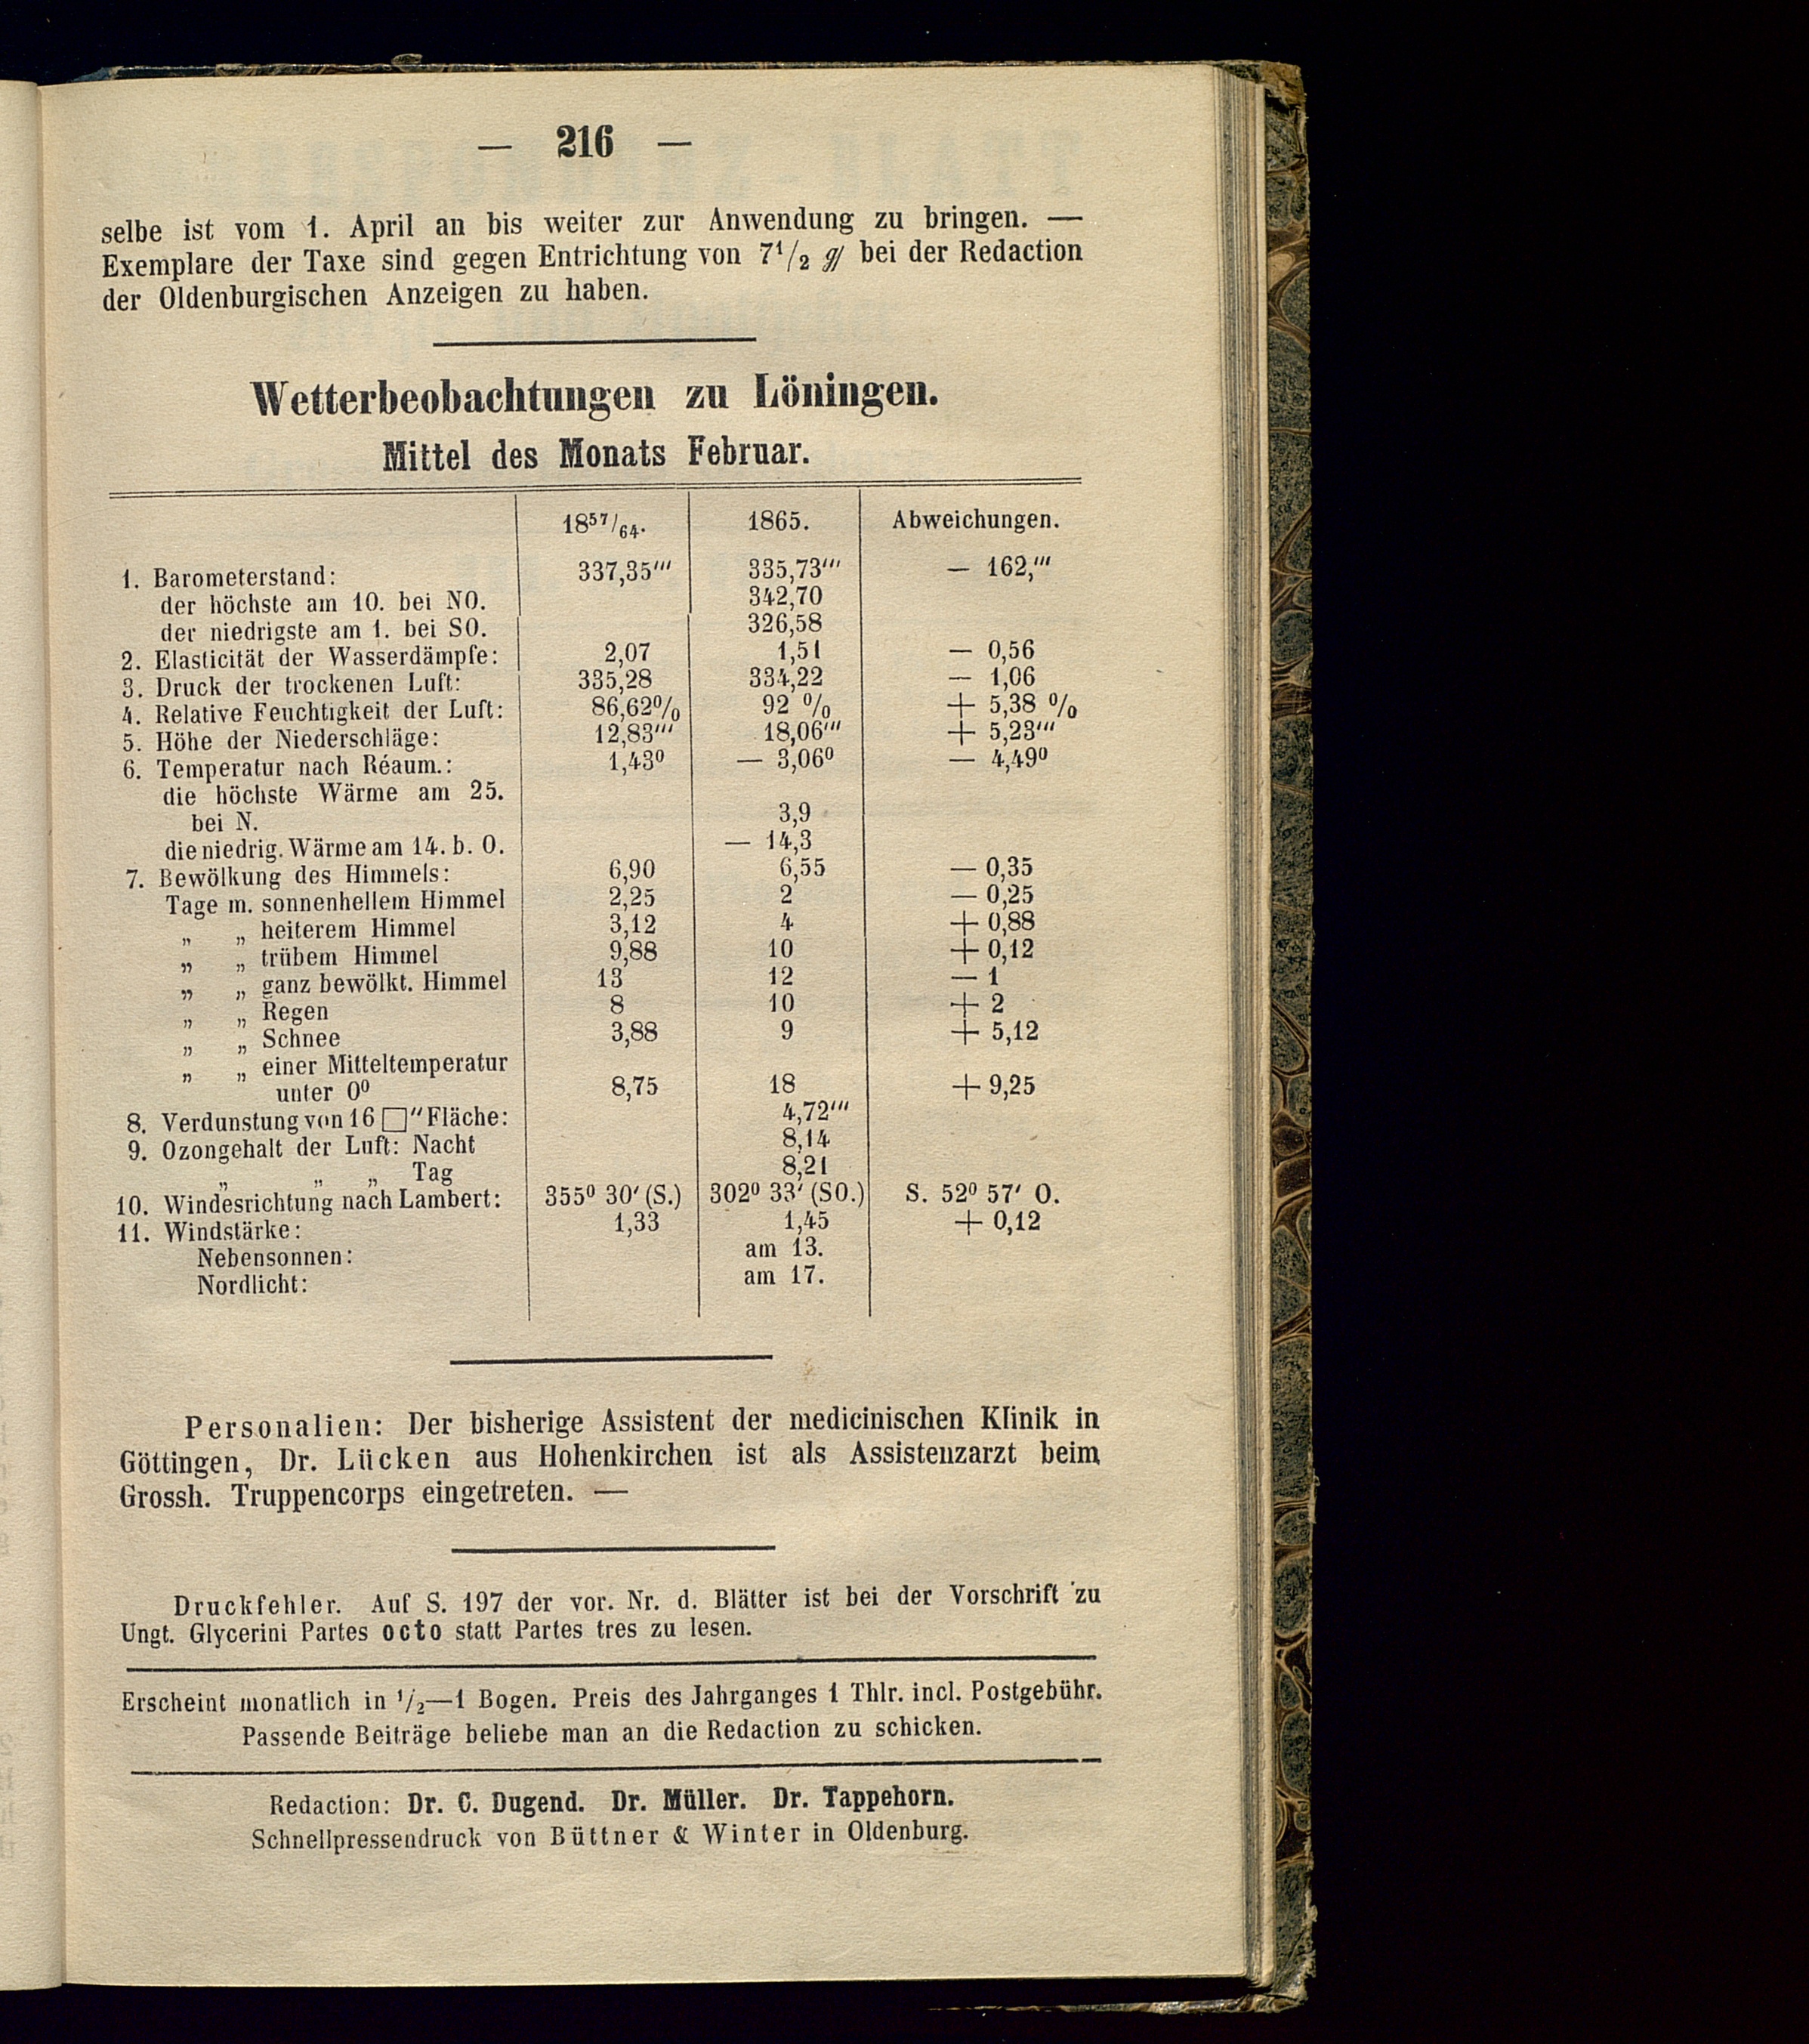 — 216 —
selbe ist vom 1. April an bis weiter zur Anwendung zu bringen. —
Exemplare der Taxe sind gegen Entrichtung von 7¹/₂ gf bei der Redaction
der Oldenburgischen Anzeigen zu haben.
Wetterbeobachtungen zu Löningen.
Mittel des Monats Februar.
18⁵⁷/₆₄. 1865. Abweichungen.
1. Barometerstand: 337,35‴ 335,73‴ — 162,‴
der höchste am 10. bei NO. 342,70
der niedrigste am 1. bei SO. 326,58
2. Elasticität der Wasserdämpfe: 2,07 1,51 — 0,56
3. Druck der trockenen Luft: 335,28 334,22 — 1,06
4. Relative Feuchtigkeit der Luft: 86,62% 92 % + 5,38 %
5. Höhe der Niederschläge: 12,83‴ 18,06‴ + 5,23‴
6. Temperatur nach Réaum.: 1,43⁰ — 3,06⁰ — 4,49⁰
die höchste Wärme am 25.
bei N. 3,9
die niedrig. Wärme am 14. b. O. — 14,3
7. Bewölkung des Himmels: 6,90 6,55 — 0,35
Tage m. sonnenhellem Himmel 2,25 2 — 0,25
„ „ heiterem Himmel 3,12 4 + 0,88
„ „ trübem Himmel 9,88 10 + 0,12
„ „ ganz bewölkt. Himmel 13 12 — 1
„ „ Regen 8 10 + 2
„ „ Schnee 3,88 9 + 5,12
„ „ einer Mitteltemperatur
unter 0⁰ 8,75 18 + 9,25
8. Verdunstung von 16 □″ Fläche: 4,72‴
9. Ozongehalt der Luft: Nacht 8,14
„ „ „ Tag 8,21
10. Windesrichtung nach Lambert: 355⁰ 30′ (S.) 302⁰ 33′ (SO.) S. 52⁰ 57′ O.
11. Windstärke: 1,33 1,45 + 0,12
Nebensonnen: am 13.
Nordlicht: am 17.
Personalien: Der bisherige Assistent der medicinischen Klinik in
Göttingen, Dr. Lücken aus Hohenkirchen ist als Assistenzarzt beim
Grossh. Truppencorps eingetreten. —
Druckfehler. Auf S. 197 der vor. Nr. d. Blätter ist bei der Vorschrift zu
Ungt. Glycerini Partes octo statt Partes tres zu lesen.
Erscheint monatlich in ¹/₂—1 Bogen. Preis des Jahrganges 1 Thlr. incl. Postgebühr.
Passende Beiträge beliebe man an die Redaction zu schicken.
Redaction: Dr. C. Dugend. Dr. Müller. Dr. Tappehorn.
Schnellpressendruck von Büttner & Winter in Oldenburg.